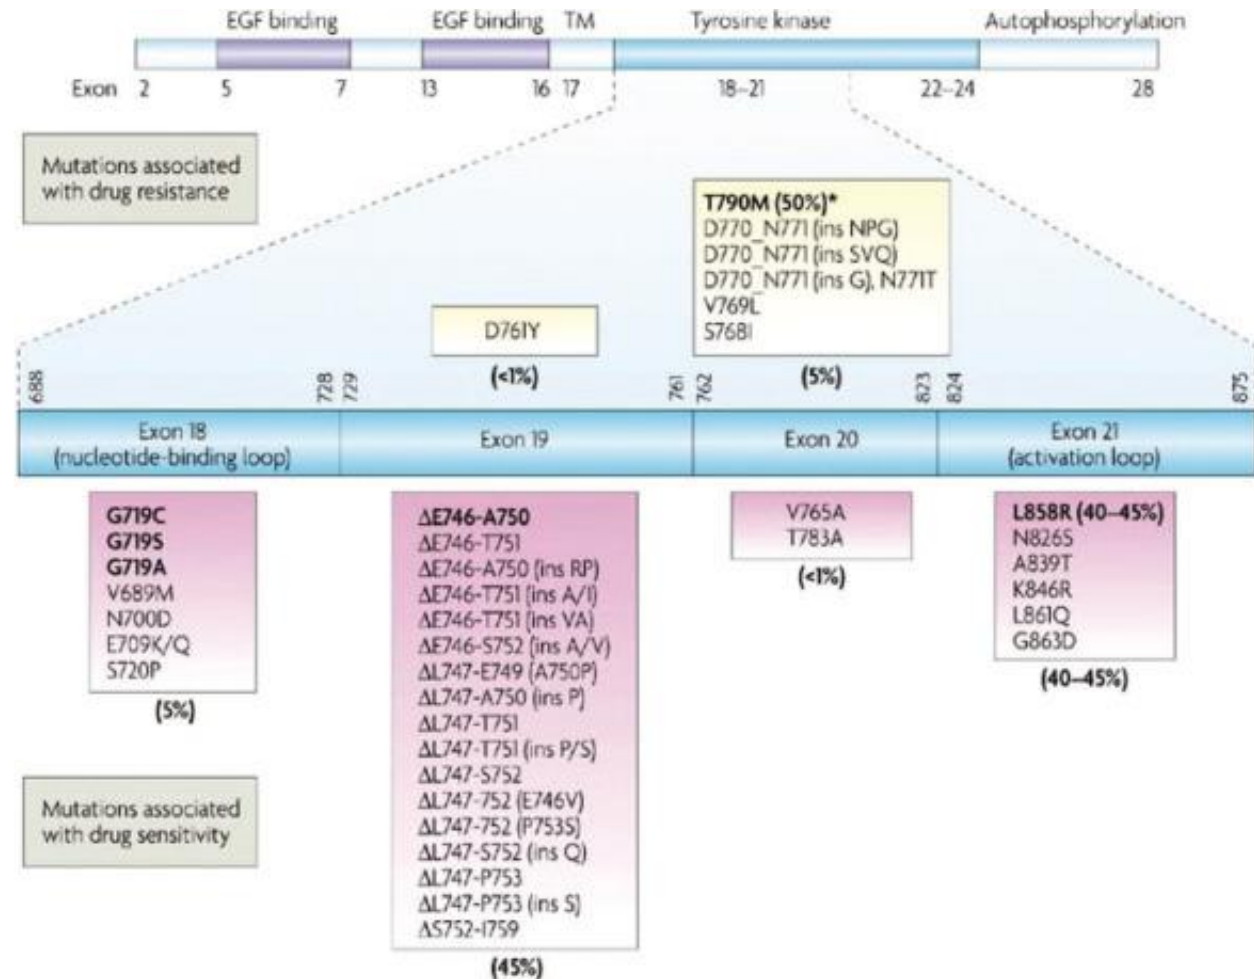 EGF binding EGF binding TM Tyrosine kinase Autophosphorylation
Exon 2 5 7 13 16 17 18–21 22–24 28
Mutations associated
with drug resistance
T790M (50%)*
D770_N771 (ins NPG)
D770_N771 (ins SVQ)
D770_N771 (ins G), N771T
V769L
S768I
D761Y
(<1%)
(5%)
688 728 729 761 762 823 824 875
Exon 18
(nucleotide-binding loop)
Exon 19
Exon 20
Exon 21
(activation loop)
G719C
G719S
G719A
V689M
N700D
E709K/Q
S720P
(5%)
ΔE746-A750
ΔE746-T751
ΔE746-A750 (ins RP)
ΔE746-T751 (ins A/I)
ΔE746-T751 (ins VA)
ΔE746-S752 (ins A/V)
ΔL747-E749 (A750P)
ΔL747-A750 (ins P)
ΔL747-T751
ΔL747-T751 (ins P/S)
ΔL747-S752
ΔL747-752 (E746V)
ΔL747-752 (P753S)
ΔL747-S752 (ins Q)
ΔL747-P753
ΔL747-P753 (ins S)
ΔS752-I759
(45%)
V765A
T783A
(<1%)
L858R (40–45%)
N826S
A839T
K846R
L861Q
G863D
(40–45%)
Mutations associated
with drug sensitivity